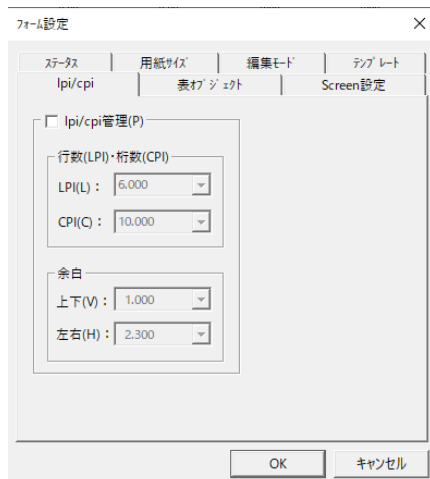 ﾌｫｰﾑ設定
ｽﾃｰﾀｽ 用紙ｻｲｽﾞ 編集ﾓｰﾄﾞ ﾃﾝﾌﾟﾚｰﾄ
lpi/cpi 表ｵﾌﾞｼﾞｪｸﾄ Screen設定
lpi/cpi管理(P)
行数(LPI)･桁数(CPI)
LPI(L)： 6.000
CPI(C)： 10.000
余白
上下(V)： 1.000
左右(H)： 2.300
OK キャンセル